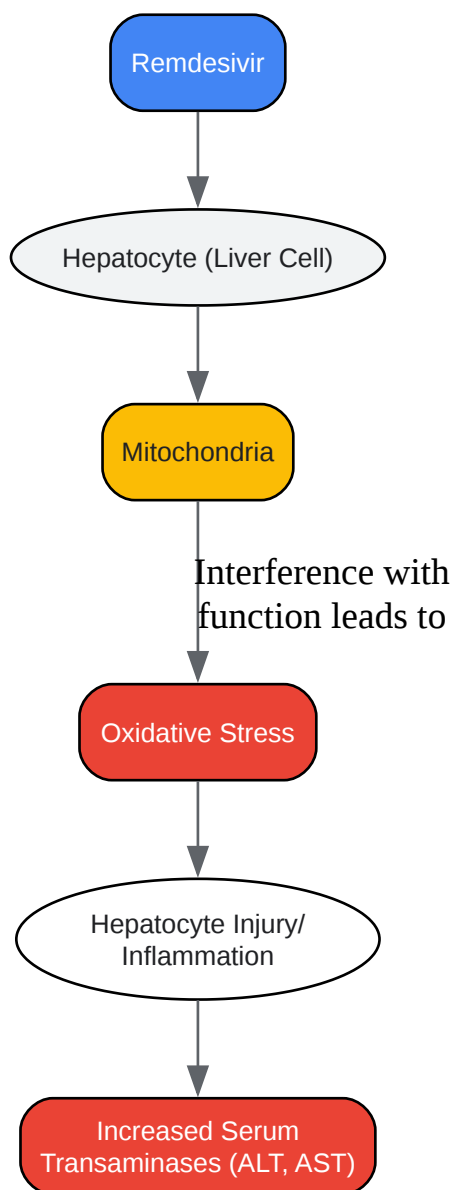 Remdesivir
Hepatocyte (Liver Cell)
Mitochondria
Interference with
function leads to
Oxidative Stress
Hepatocyte Injury/
Inflammation
Increased Serum
Transaminases (ALT, AST)